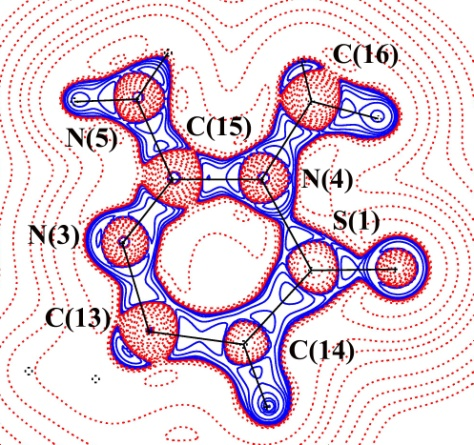 C(16)
C(15)
N(5)
N(4)
S(1)
N(3)
C(13)
C(14)